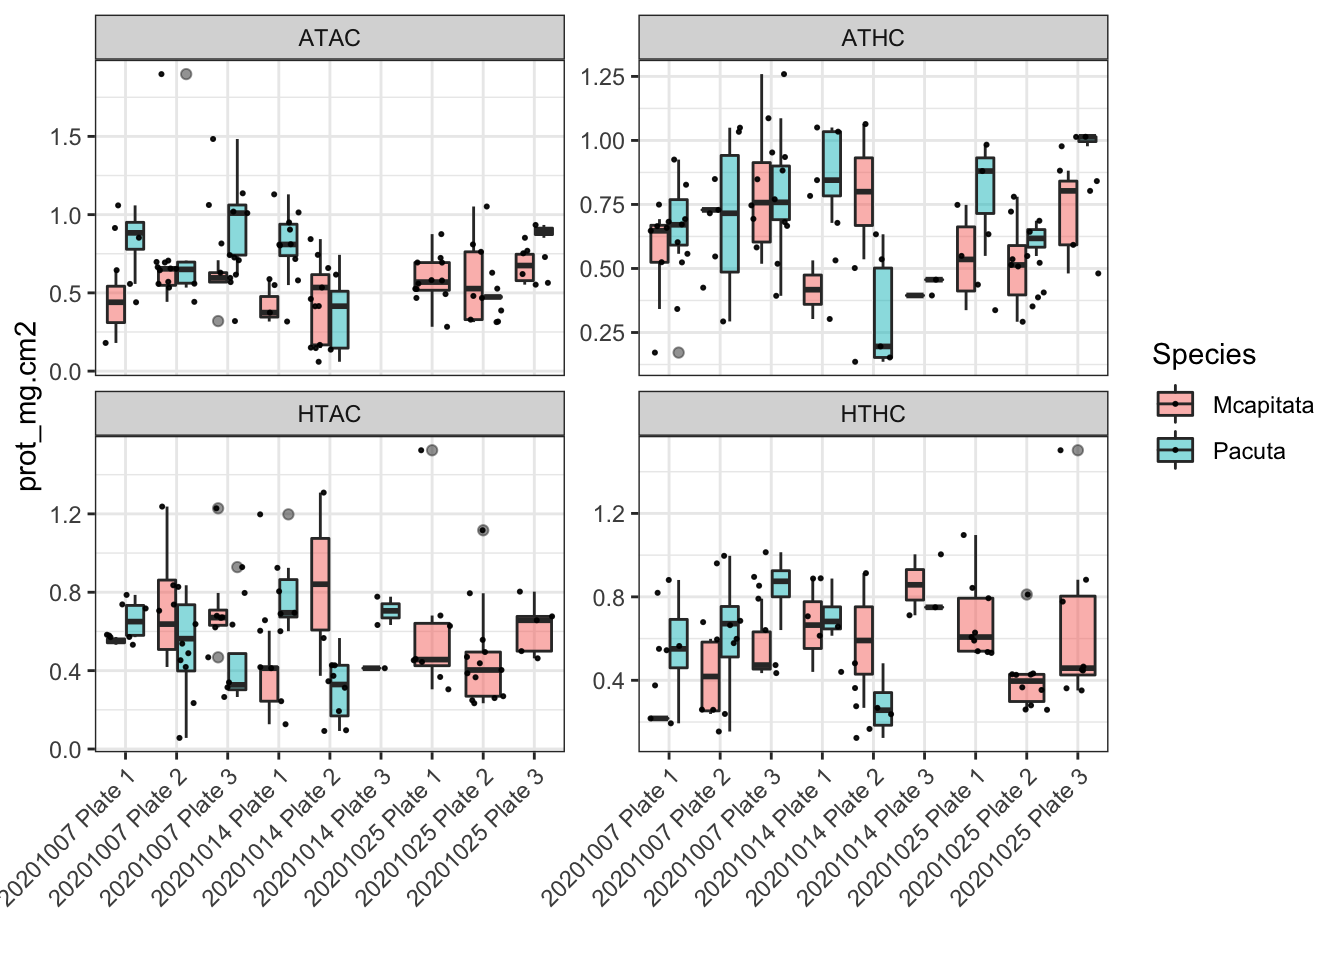 ATAC
ATHC
1.5
1.0
0.5
0.0
1.25
1.00
0.75
0.50
0.25
prot_mg.cm2
HTAC
HTHC
1.2
0.8
0.4
0.0
1.2
0.8
0.4
20201007 Plate 1
20201007 Plate 2
20201007 Plate 3
20201014 Plate 1
20201014 Plate 2
20201014 Plate 3
20201025 Plate 1
20201025 Plate 2
20201025 Plate 3
20201007 Plate 1
20201007 Plate 2
20201007 Plate 3
20201014 Plate 1
20201014 Plate 2
20201014 Plate 3
20201025 Plate 1
20201025 Plate 2
20201025 Plate 3
Species
Mcapitata
Pacuta